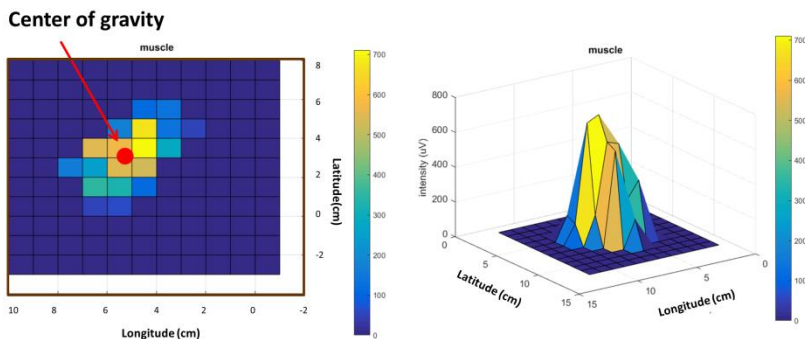 Center of gravity
muscle
700
600
500
400
300
200
100
0
8
6
4
2
0
-2
Latitude(cm)
10 8 6 4 2 0 -2
Longitude (cm)
muscle
800
600
400
200
0
intensity (uV)
0 5 10 15
Latitude (cm)
15 10 5 0
Longitude (cm)
700
600
500
400
300
200
100
0